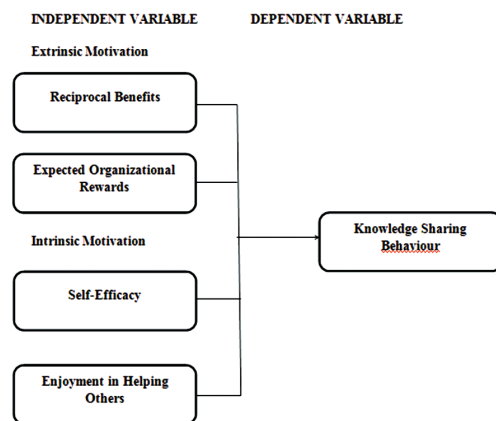 INDEPENDENT VARIABLE DEPENDENT VARIABLE
Extrinsic Motivation
Reciprocal Benefits
Expected Organizational
Rewards
Intrinsic Motivation
Knowledge Sharing
Behaviour
Self-Efficacy
Enjoyment in Helping
Others